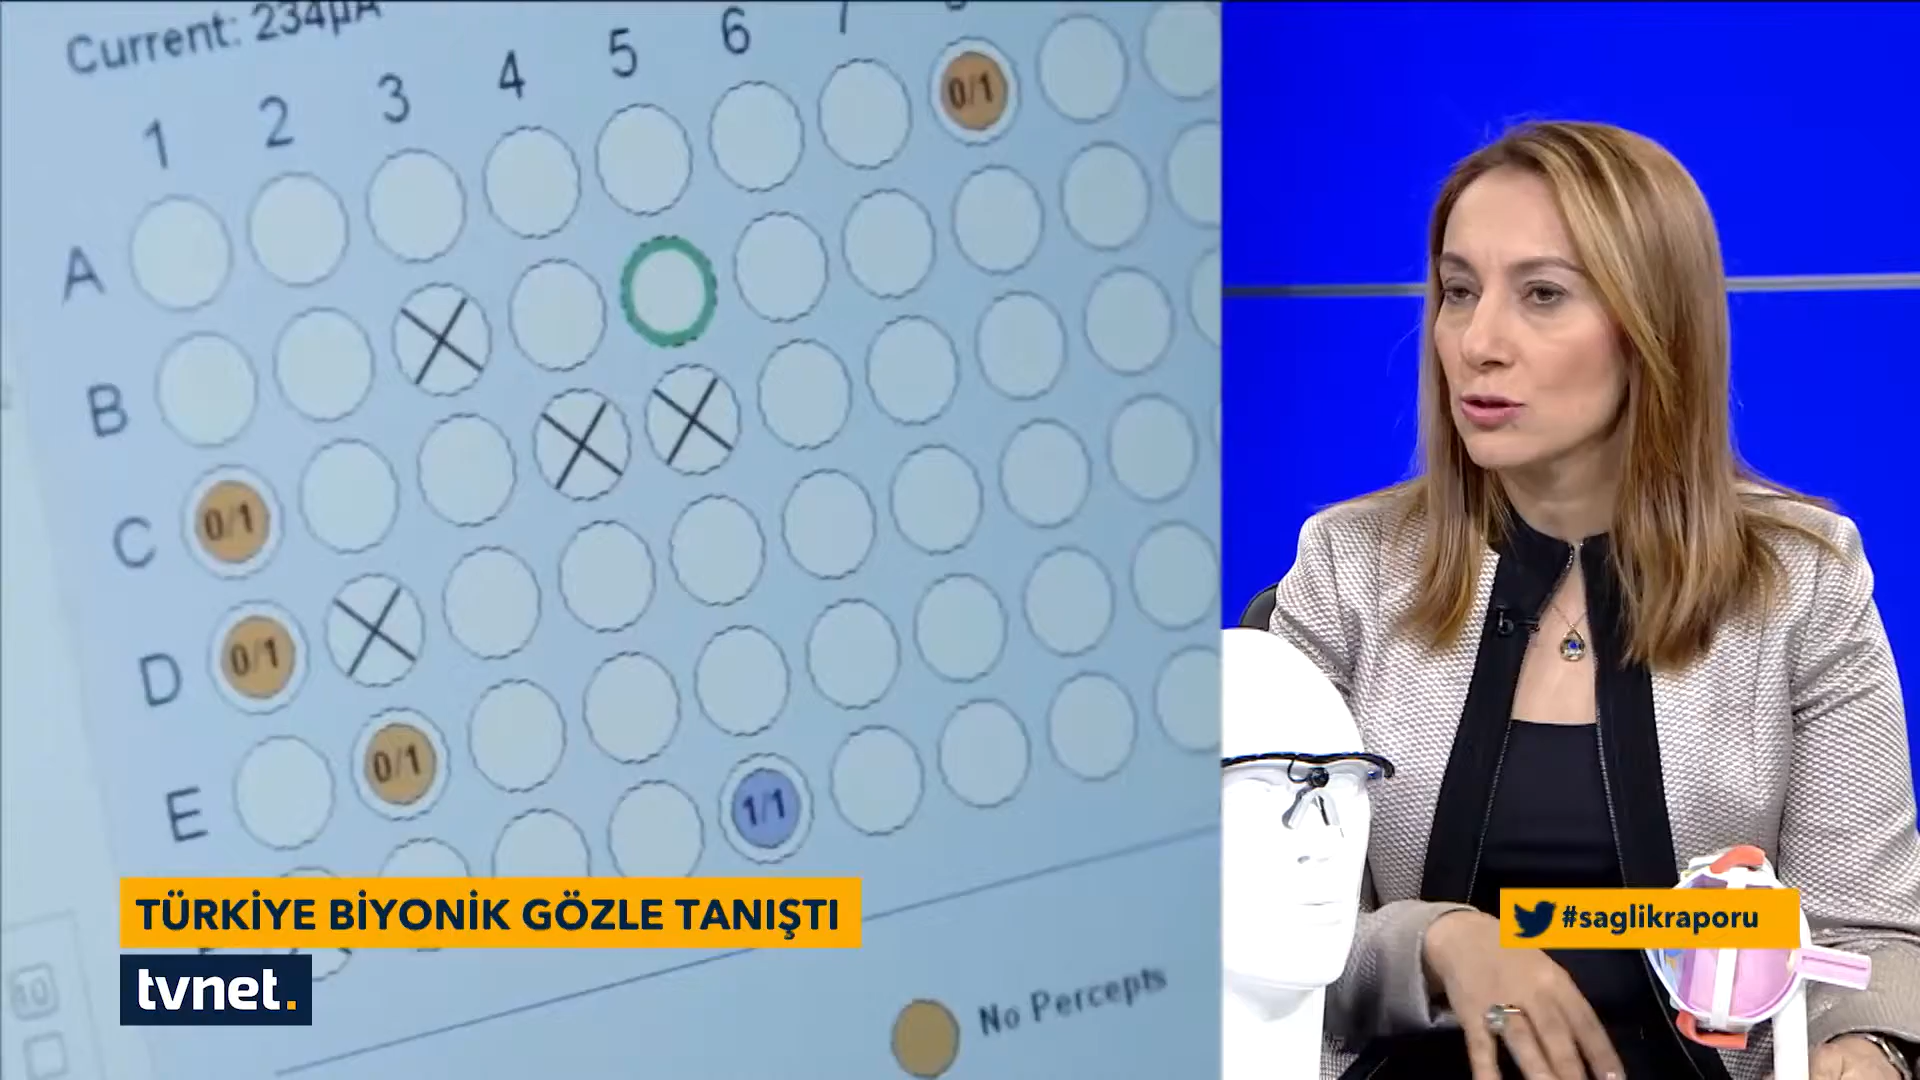 Current: 234µA
1 2 3 4 5 6 7
0/1
A
B
C 0/1
D 0/1
E 0/1
1/1
No Percepts
TÜRKİYE BİYONİK GÖZLE TANIŞTI
#saglikraporu
tvnet.